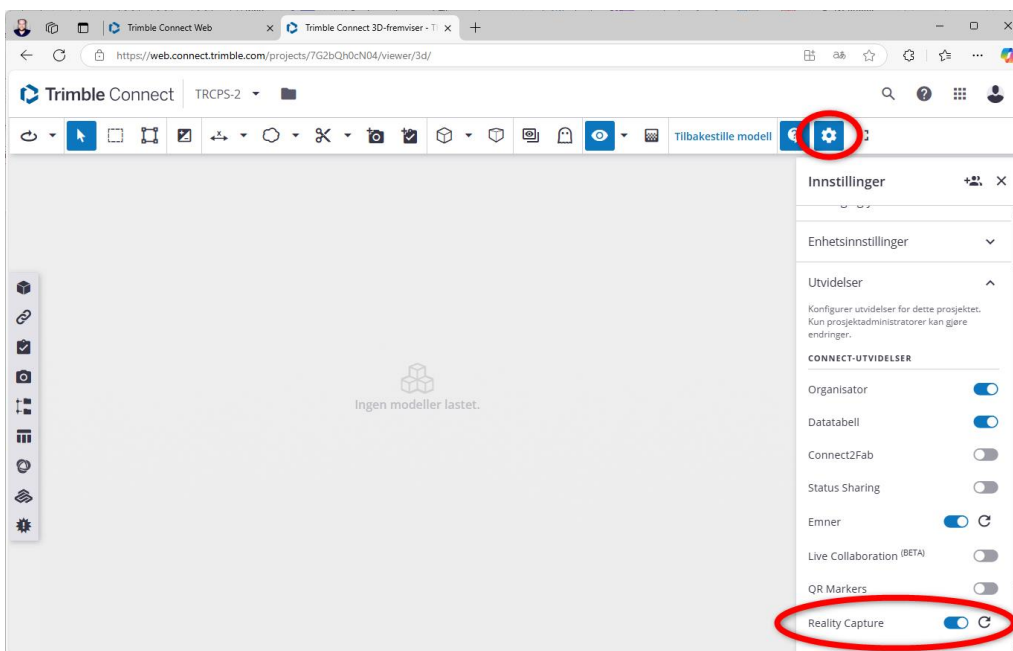 Trimble Connect Web
Trimble Connect 3D-fremviser - T
https://web.connect.trimble.com/projects/7G2bQh0cN04/viewer/3d/
Trimble Connect
TRCPS-2
Tilbakestille modell
Innstillinger
Enhetsinnstillinger
Utvidelser
Konfigurer utvidelser for dette prosjektet.
Kun prosjektadministratorer kan gjøre
endringer.
CONNECT-UTVIDELSER
Organisator
Datatabell
Connect2Fab
Status Sharing
Emner
Live Collaboration (BETA)
QR Markers
Reality Capture
Ingen modeller lastet.